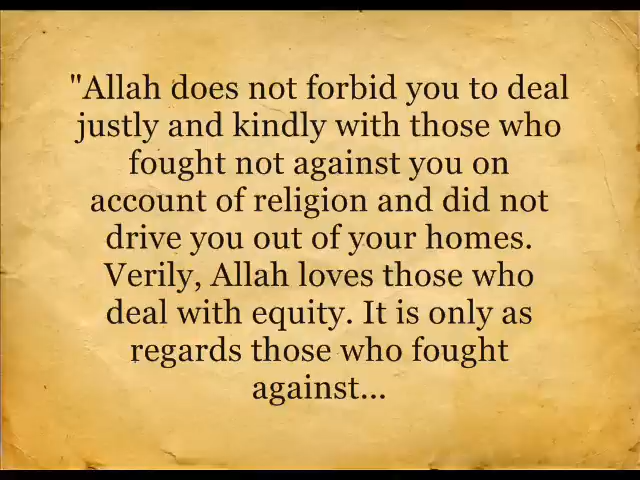 "Allah does not forbid you to deal
justly and kindly with those who
fought not against you on
account of religion and did not
drive you out of your homes.
Verily, Allah loves those who
deal with equity. It is only as
regards those who fought
against...